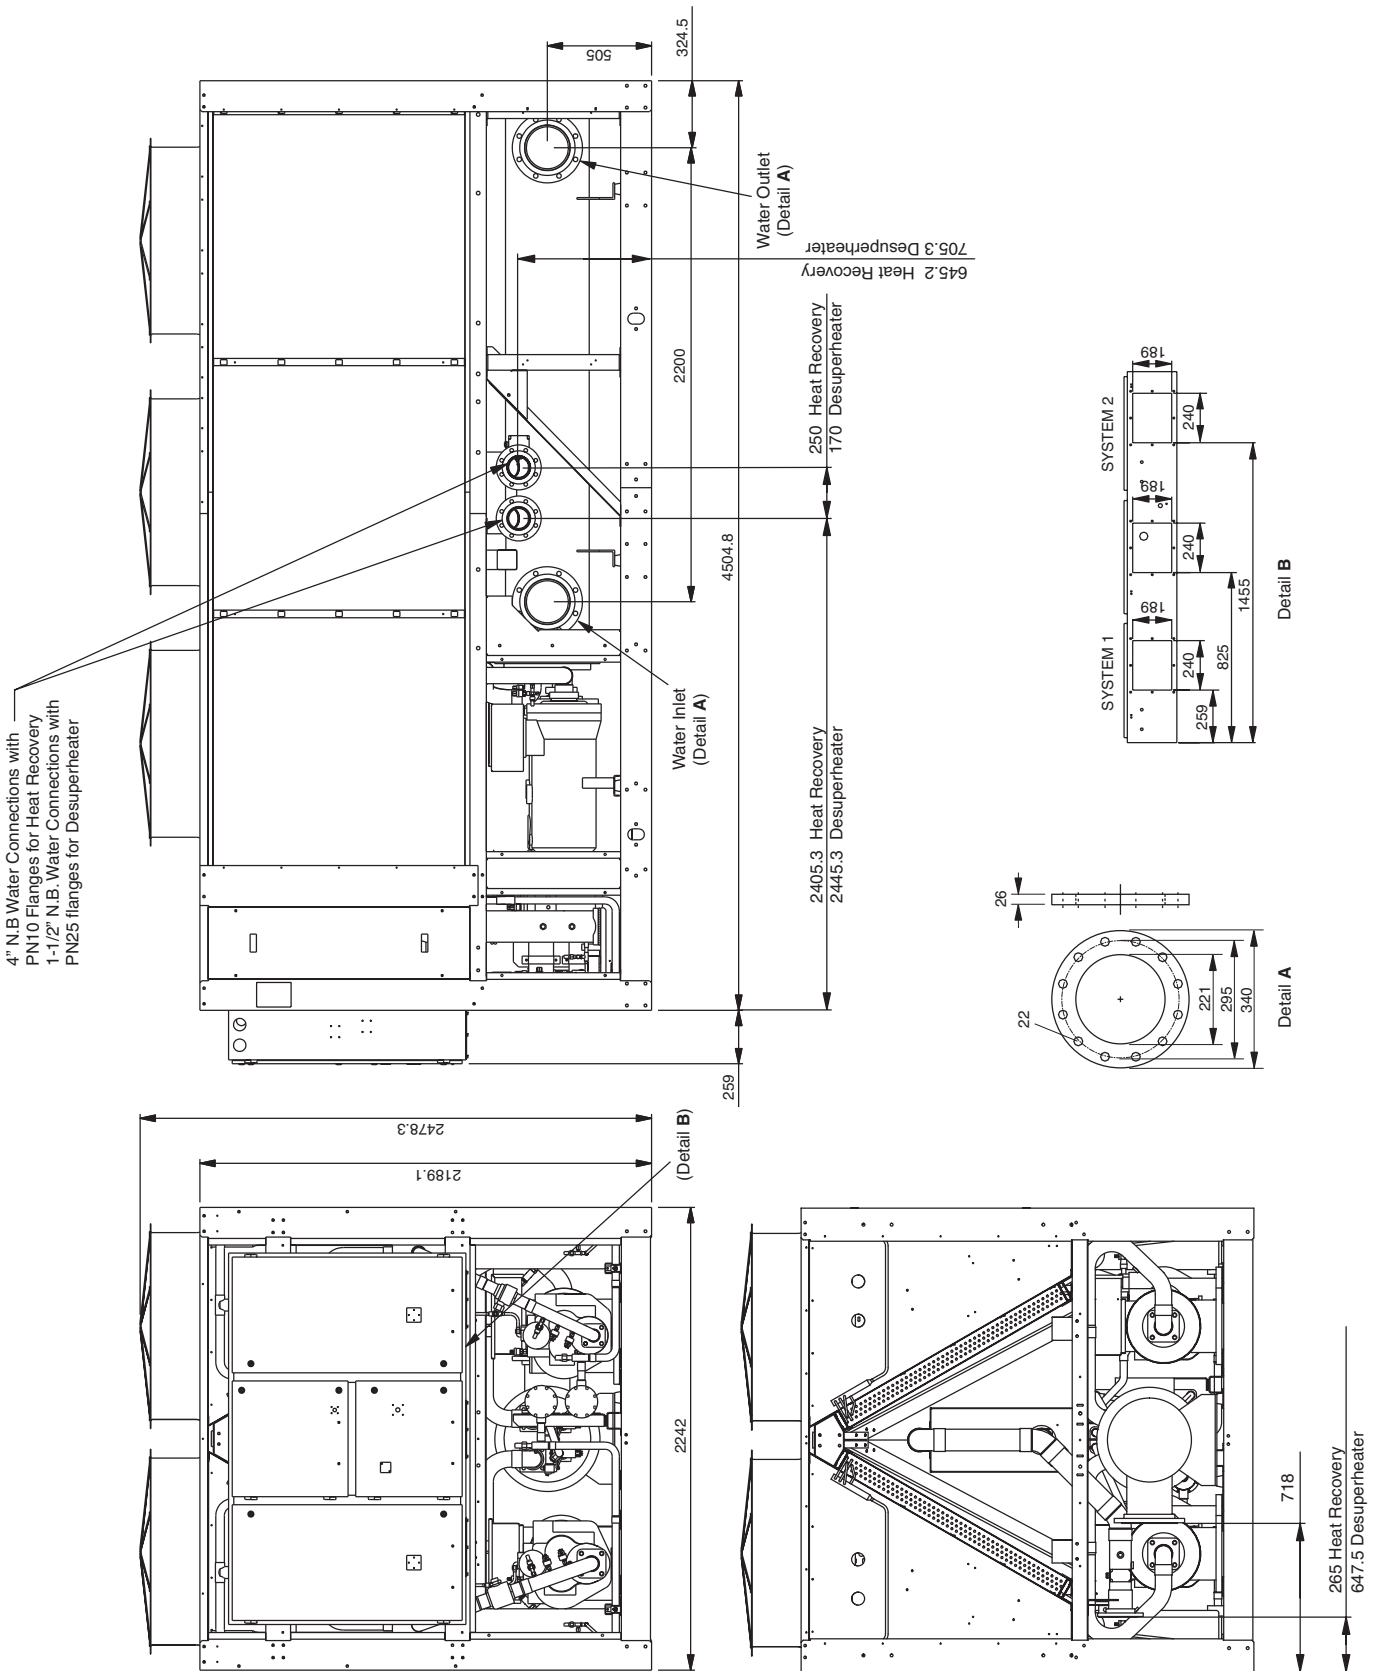 4" N.B Water Connections with
PN10 Flanges for Heat Recovery
1-1/2" N.B. Water Connections with
PN25 flanges for Desuperheater
505
324.5
Water Outlet
(Detail A)
645.2 Heat Recovery
705.3 Desuperheater
2200
250 Heat Recovery
170 Desuperheater
4504.8
Water Inlet
(Detail A)
2405.3 Heat Recovery
2445.3 Desuperheater
259
2478.3
2189.1
(Detail B)
2242
SYSTEM 1
SYSTEM 2
189
189
189
240
240
240
259
825
1455
Detail B
26
22
221
295
340
Detail A
718
265 Heat Recovery
647.5 Desuperheater